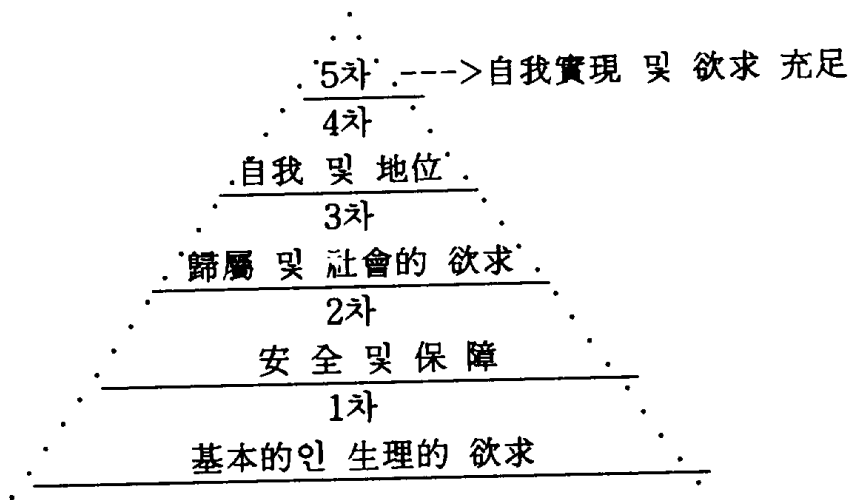 5차 --->自我實現 및 欲求 充足
4차
自我 및 地位
3차
歸屬 및 社會的 欲求
2차
安 全 및 保 障
1차
基本的인 生理的 欲求